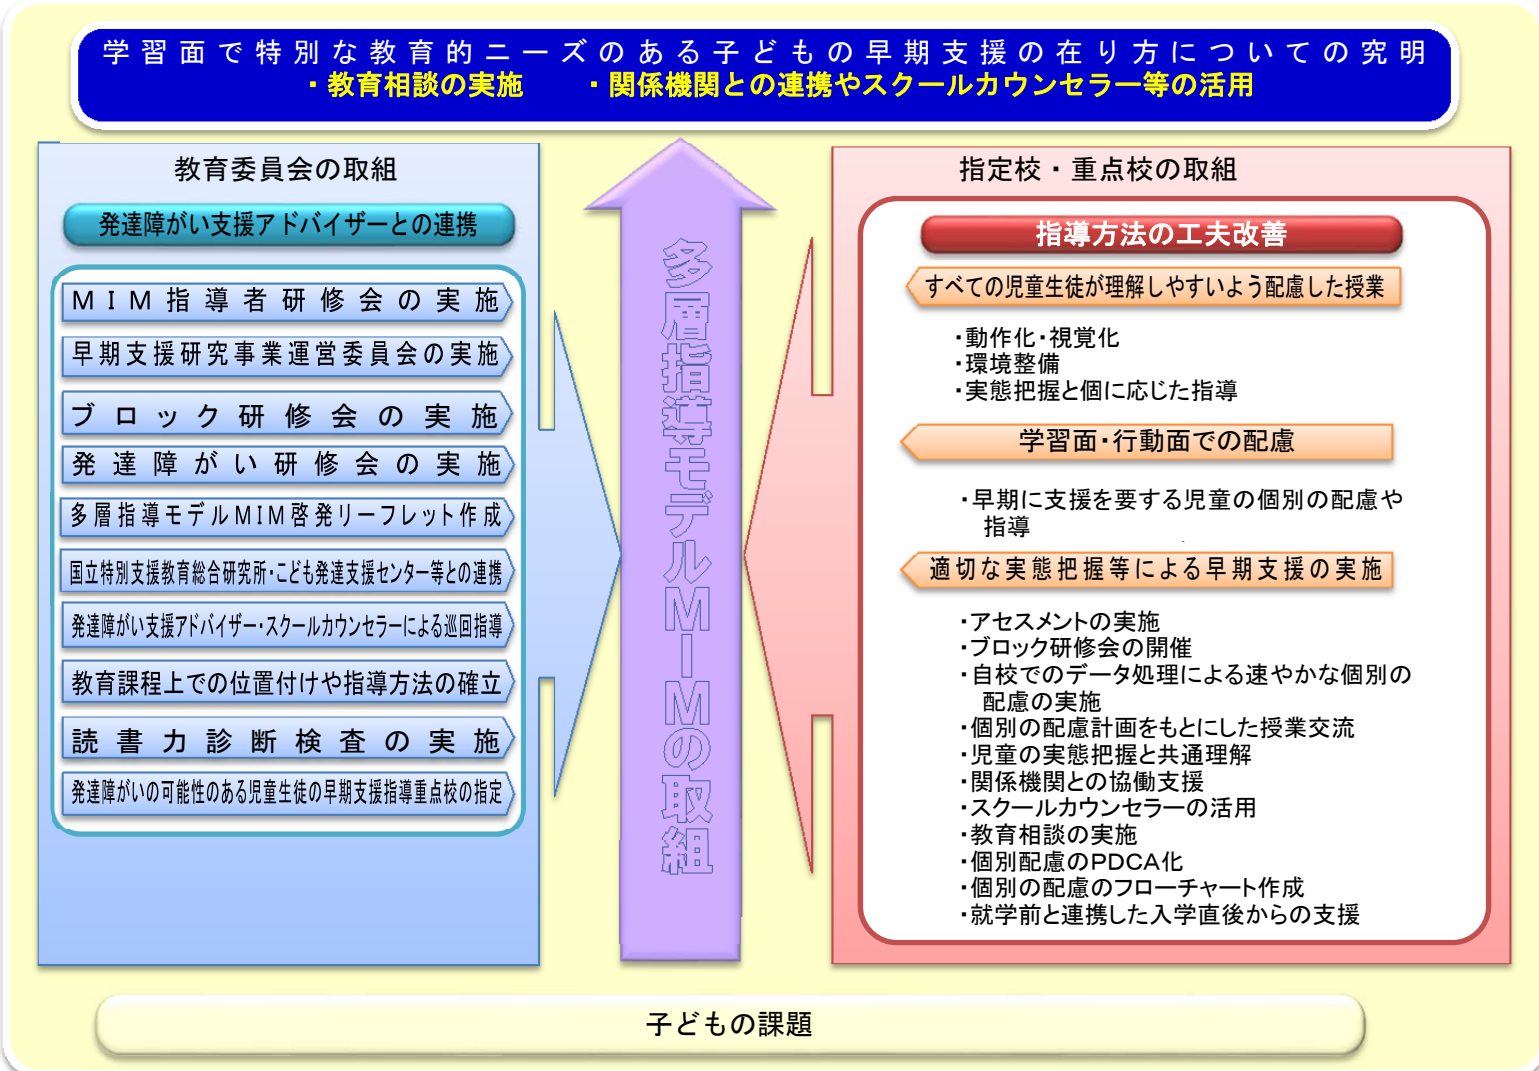 学習面で特別な教育的ニーズのある子どもの早期支援の在り方についての究明
・教育相談の実施　　・関係機関との連携やスクールカウンセラー等の活用
教育委員会の取組
発達障がい支援アドバイザーとの連携
MIM指導者研修会の実施
早期支援研究事業運営委員会の実施
ブロック研修会の実施
発達障がい研修会の実施
多層指導モデルMIM啓発リーフレット作成
国立特別支援教育総合研究所・こども発達支援センター等との連携
発達障がい支援アドバイザー・スクールカウンセラーによる巡回指導
教育課程上での位置付けや指導方法の確立
読書力診断検査の実施
発達障がいの可能性のある児童生徒の早期支援指導重点校の指定
多層指導モデルMIMの取組
指定校・重点校の取組
指導方法の工夫改善
すべての児童生徒が理解しやすいよう配慮した授業
・動作化・視覚化
・環境整備
・実態把握と個に応じた指導
学習面・行動面での配慮
・早期に支援を要する児童の個別の配慮や
指導
適切な実態把握等による早期支援の実施
・アセスメントの実施
・ブロック研修会の開催
・自校でのデータ処理による速やかな個別の
配慮の実施
・個別の配慮計画をもとにした授業交流
・児童の実態把握と共通理解
・関係機関との協働支援
・スクールカウンセラーの活用
・教育相談の実施
・個別配慮のPDCA化
・個別の配慮のフローチャート作成
・就学前と連携した入学直後からの支援
子どもの課題